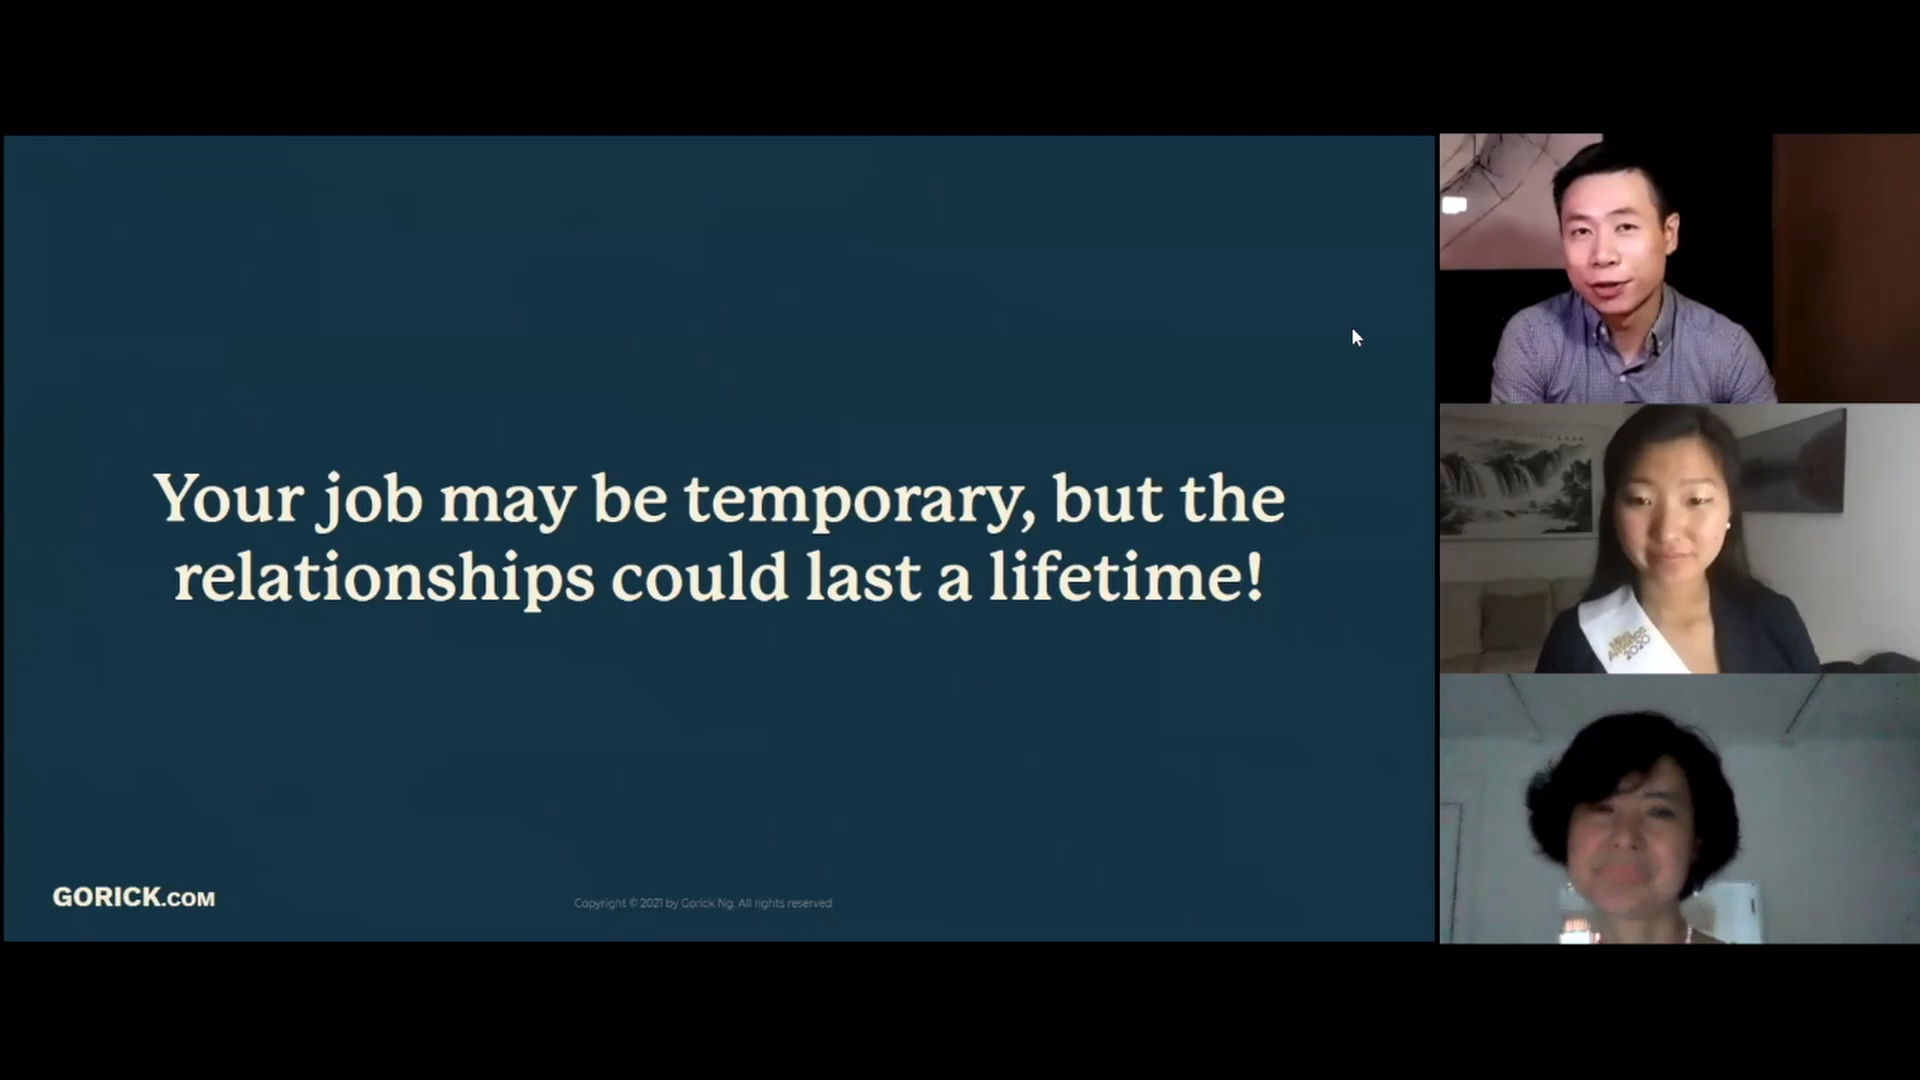 Your job may be temporary, but the
relationships could last a lifetime!
GORICK.COM
Copyright © 2021 by Gorick Ng. All rights reserved.
2020